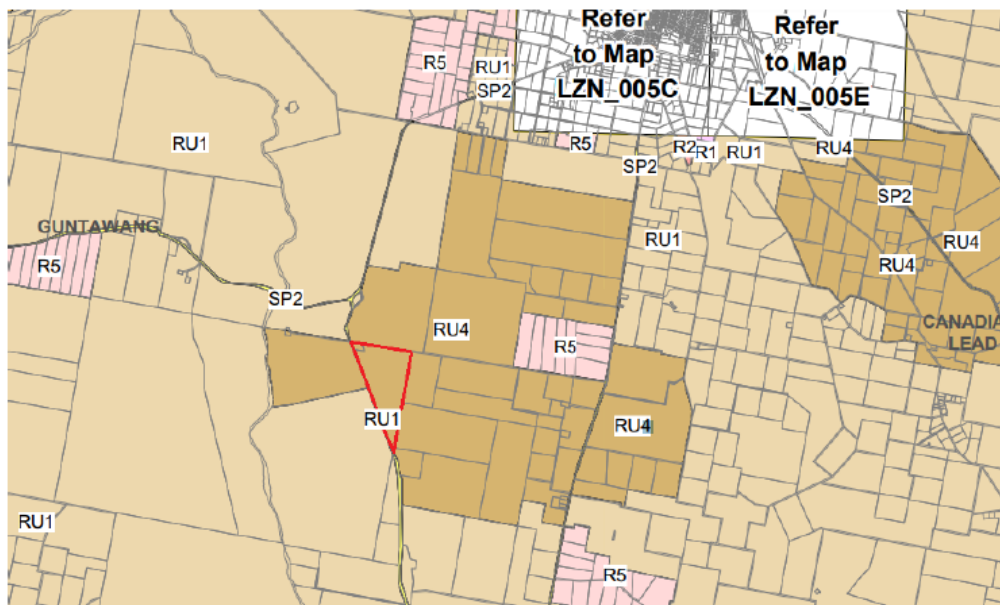 Refer
to Map
LZN_005C
Refer
to Map
LZN_005E
R5
RU1
SP2
RU1
R5
SP2
R2
R1
RU1
RU4
SP2
GUNTAWANG
R5
RU1
RU4
RU4
SP2
RU4
R5
CANADIA
LEAD
RU1
RU4
RU1
R5